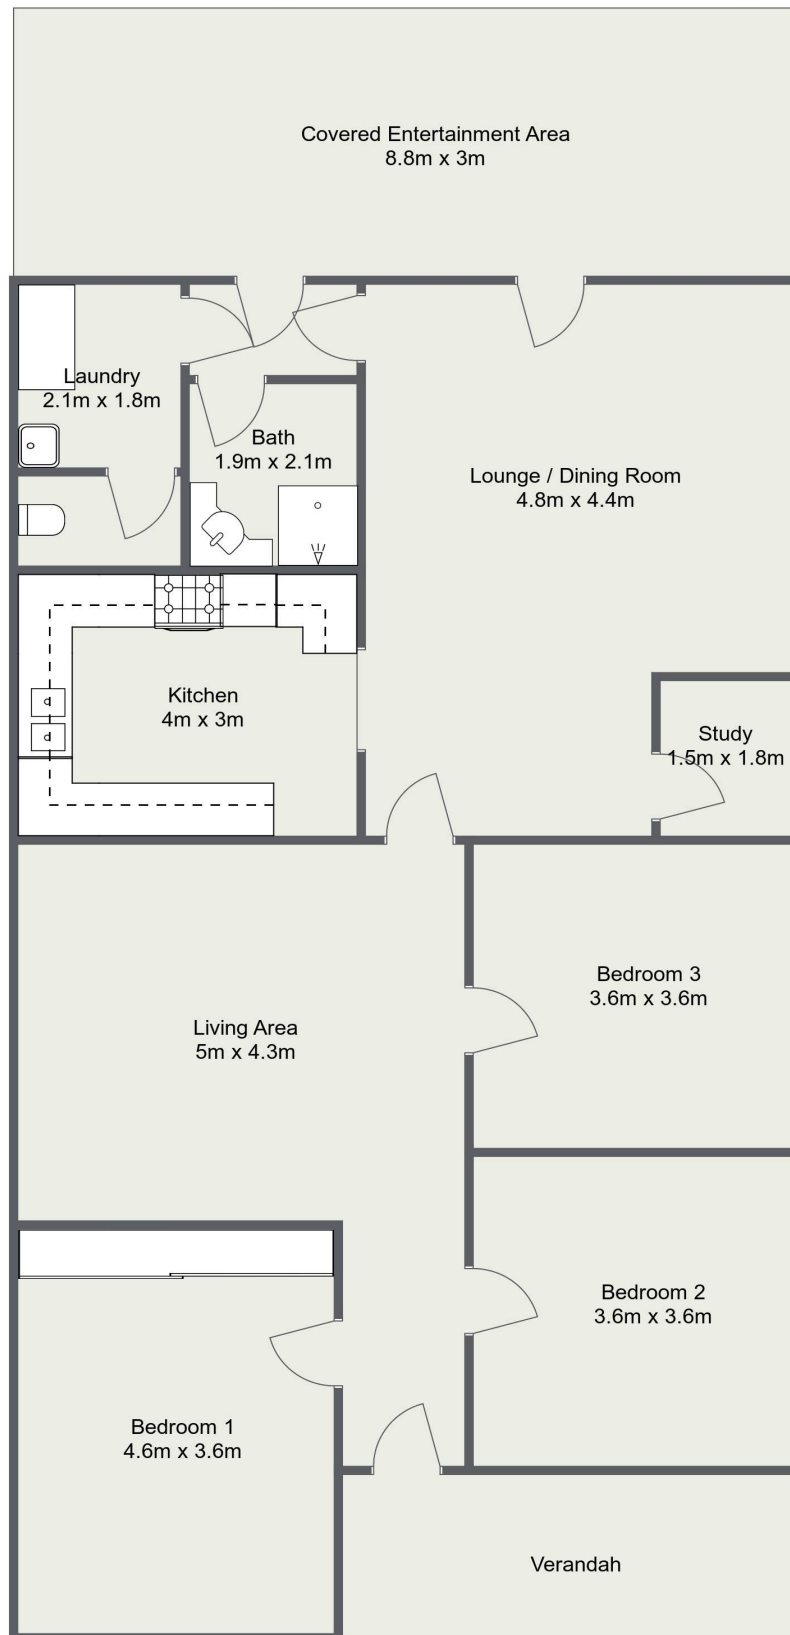 Covered Entertainment Area
8.8m x 3m
Laundry
2.1m x 1.8m
Bath
1.9m x 2.1m
Lounge / Dining Room
4.8m x 4.4m
Kitchen
4m x 3m
Study
1.5m x 1.8m
Living Area
5m x 4.3m
Bedroom 3
3.6m x 3.6m
Bedroom 2
3.6m x 3.6m
Bedroom 1
4.6m x 3.6m
Verandah